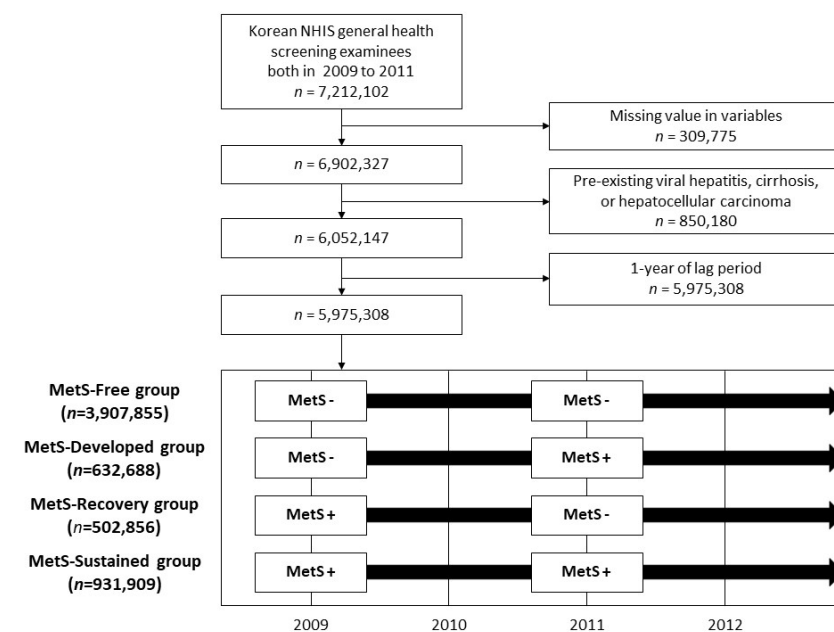 Korean NHIS general health
screening examinees
both in 2009 to 2011
n = 7,212,102
Missing value in variables
n = 309,775
n = 6,902,327
Pre-existing viral hepatitis, cirrhosis,
or hepatocellular carcinoma
n = 850,180
n = 6,052,147
1-year of lag period
n = 5,975,308
n = 5,975,308
MetS-Free group
(n=3,907,855)
MetS -
MetS -
MetS-Developed group
(n=632,688)
MetS -
MetS +
MetS-Recovery group
(n=502,856)
MetS +
MetS -
MetS-Sustained group
(n=931,909)
MetS +
MetS +
2009 2010 2011 2012